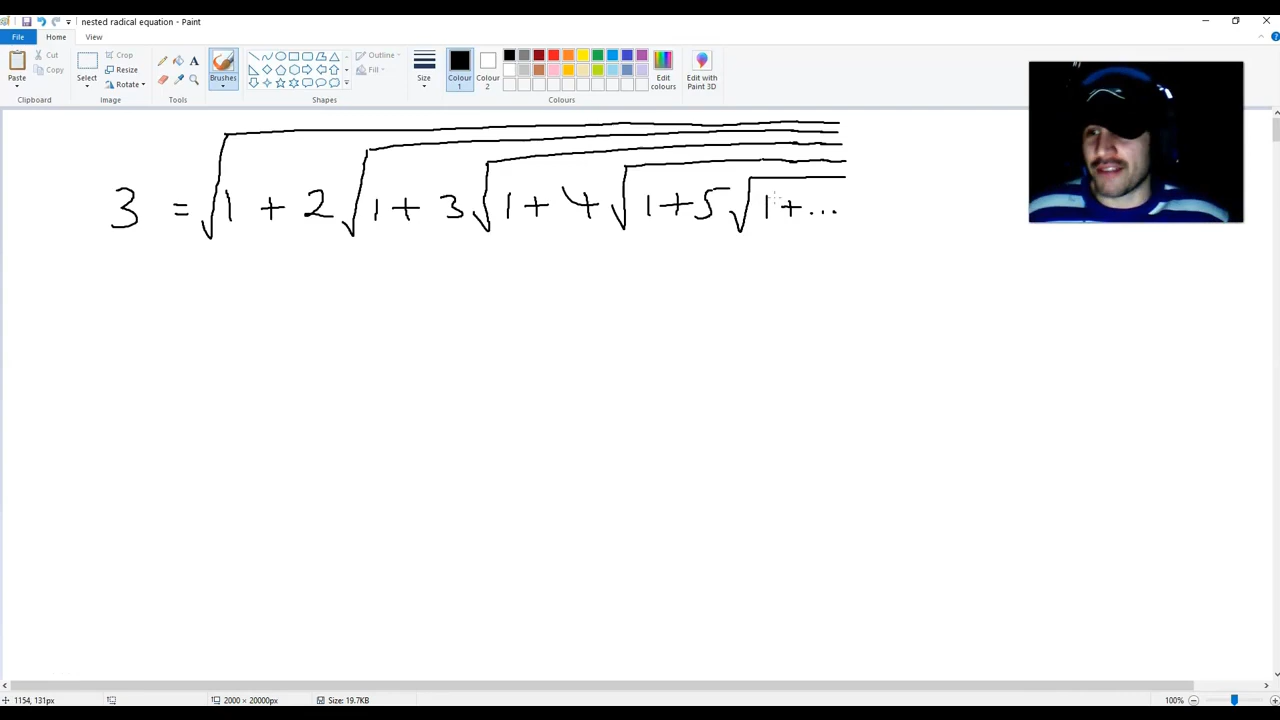 nested radical equation - Paint
File Home View
Paste Cut Copy Select Crop Resize Rotate A Brushes Outline Fill Size Colour 1 Colour 2 Edit colours Edit with Paint 3D
Clipboard Image Tools Shapes Colours
3 = √1 + 2√1 + 3√1 + 4√1 + 5√1 + ...
1154, 131px 2000 × 20000px Size: 19.7KB 100%